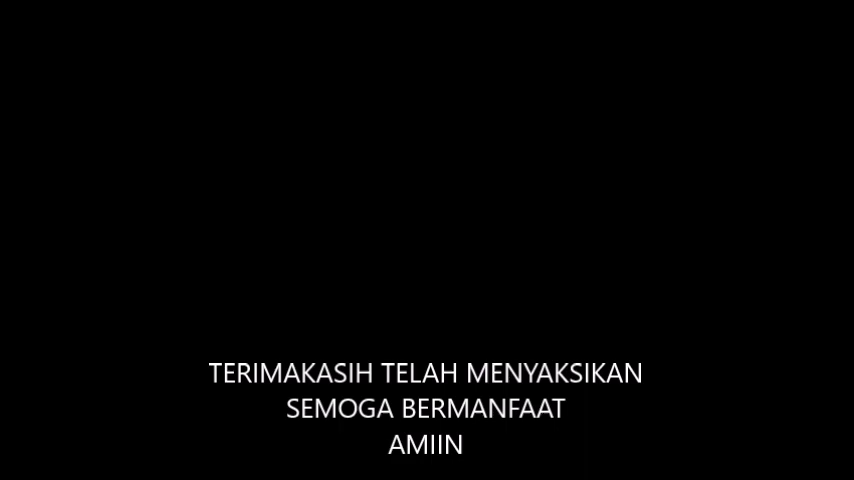 TERIMAKASIH TELAH MENYAKSIKAN
SEMOGA BERMANFAAT
AMIIN